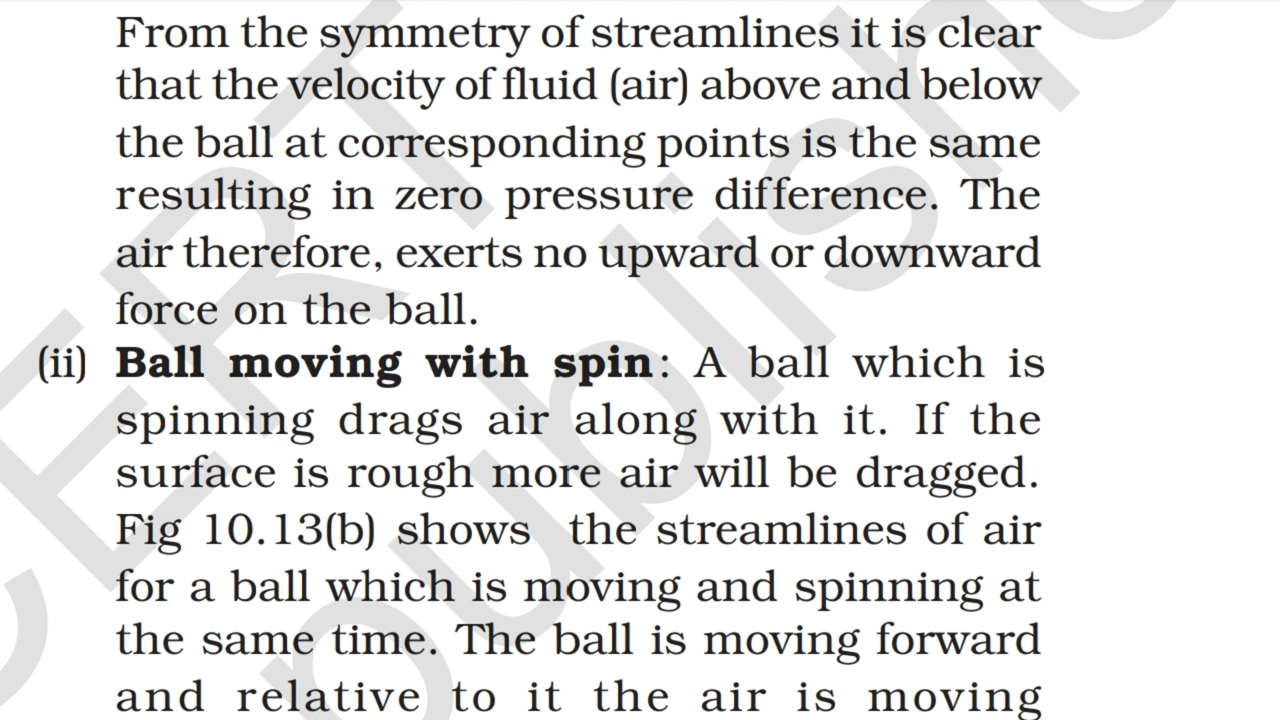 From the symmetry of streamlines it is clear
that the velocity of fluid (air) above and below
the ball at corresponding points is the same
resulting in zero pressure difference. The
air therefore, exerts no upward or downward
force on the ball.
(ii) Ball moving with spin: A ball which is
spinning drags air along with it. If the
surface is rough more air will be dragged.
Fig 10.13(b) shows the streamlines of air
for a ball which is moving and spinning at
the same time. The ball is moving forward
and relative to it the air is moving